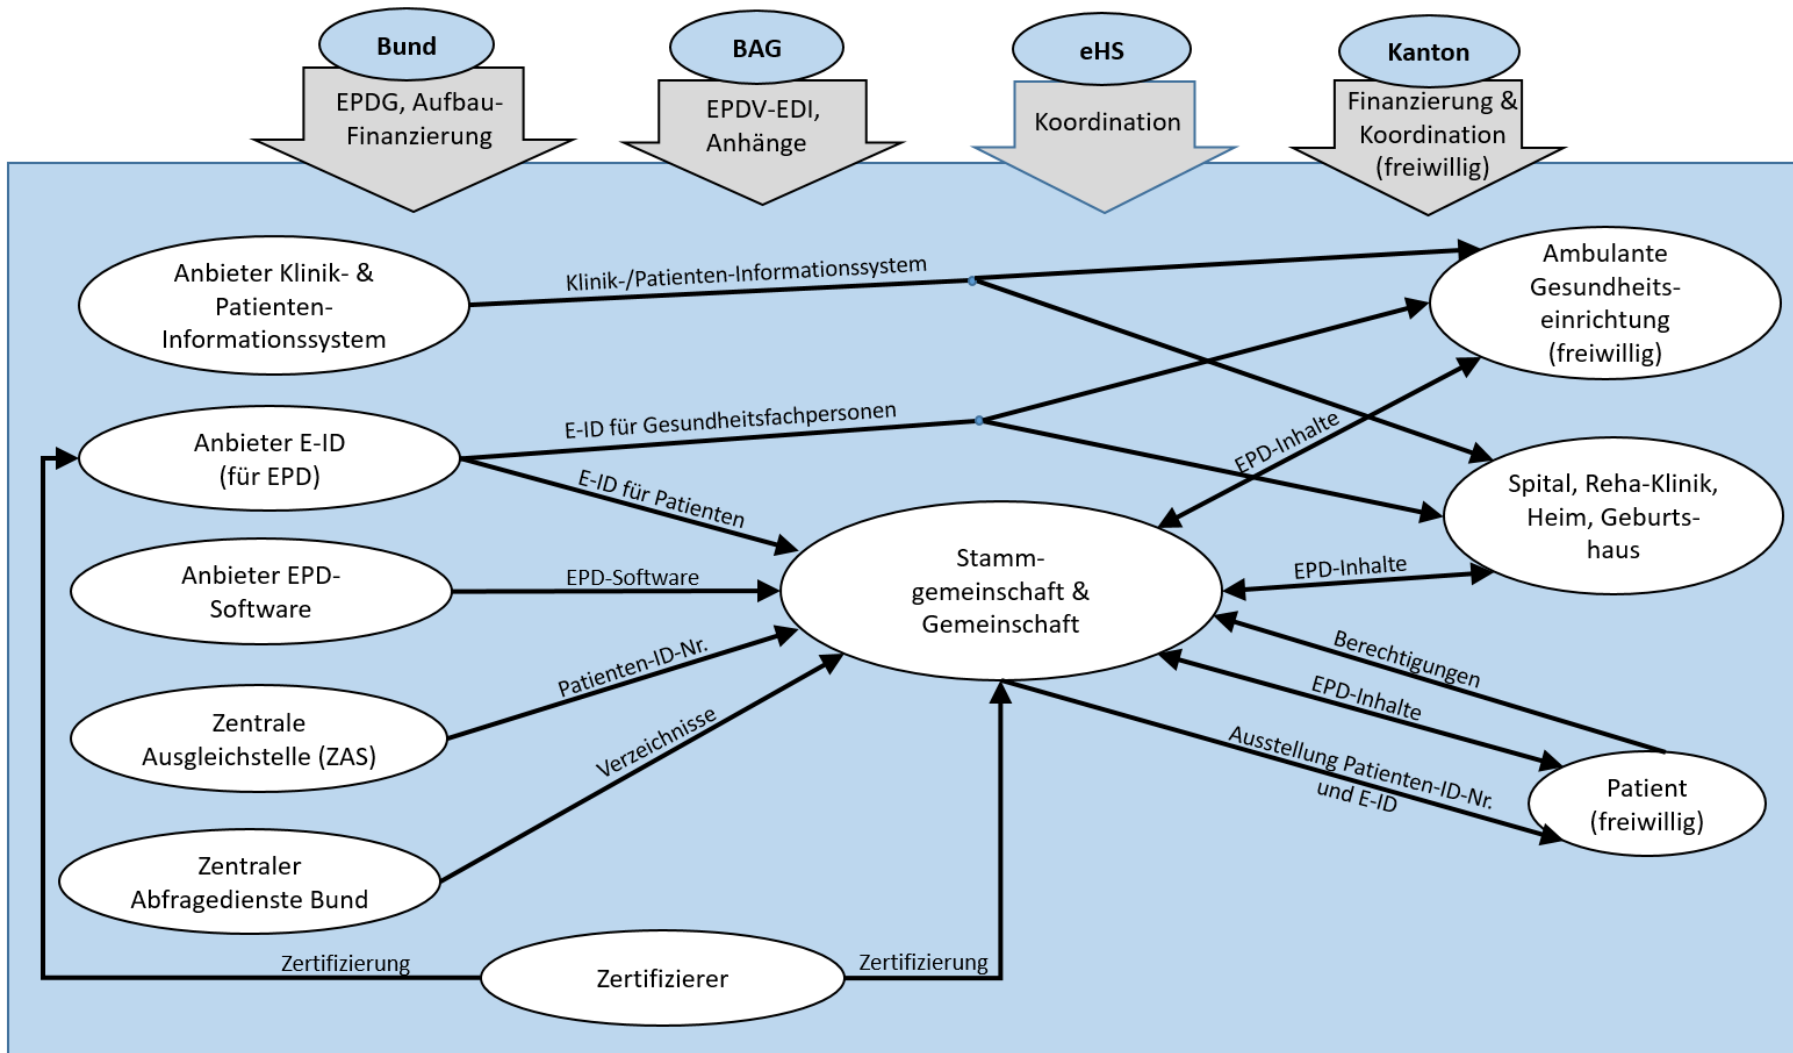 Bund
BAG
eHS
Kanton
EPDG, Aufbau-
Finanzierung
EPDV-EDI,
Anhänge
Koordination
Finanzierung &
Koordination
(freiwillig)
Anbieter Klinik- &
Patienten-
Informationssystem
Klinik-/Patienten-Informationssystem
Ambulante
Gesundheits-
einrichtung
(freiwillig)
Anbieter E-ID
(für EPD)
E-ID für Gesundheitsfachpersonen
E-ID für Patienten
EPD-Inhalte
Spital, Reha-Klinik,
Heim, Geburts-
haus
Anbieter EPD-
Software
EPD-Software
Stamm-
gemeinschaft &
Gemeinschaft
EPD-Inhalte
Zentrale
Ausgleichstelle (ZAS)
Patienten-ID-Nr.
Berechtigungen
EPD-Inhalte
Ausstellung Patienten-ID-Nr.
und E-ID
Patient
(freiwillig)
Zentraler
Abfragedienste Bund
Verzeichnisse
Zertifizierung
Zertifizierer
Zertifizierung